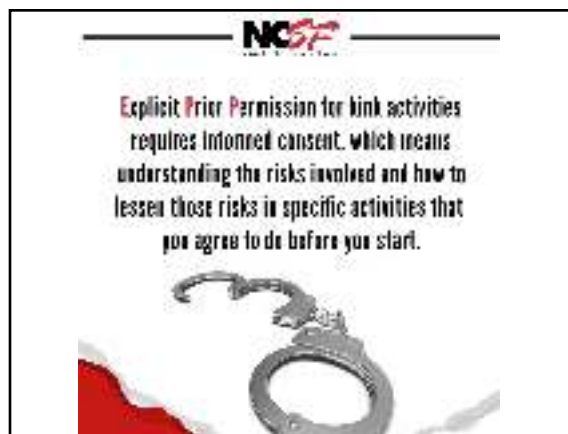 NCSF
Explicit Prior Permission for kink activities
requires informed consent, which means
understanding the risks involved and how to
lessen those risks in specific activities that
you agree to do before you start.